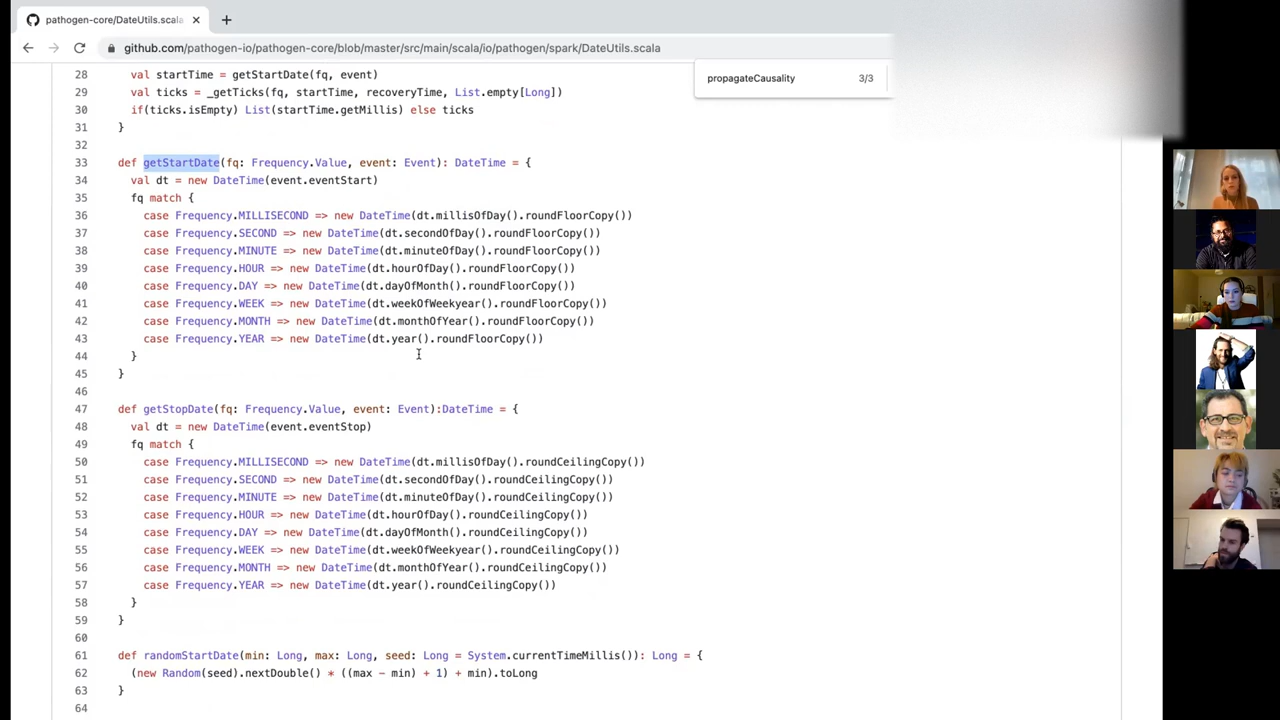 pathogen-core/DateUtils.scala
github.com/pathogen-io/pathogen-core/blob/master/src/main/scala/io/pathogen/spark/DateUtils.scala
propagateCausality 3/3
28 val startTime = getStartDate(fq, event)
29 val ticks = _getTicks(fq, startTime, recoveryTime, List.empty[Long])
30 if(ticks.isEmpty) List(startTime.getMillis) else ticks
31 }
32
33 def getStartDate(fq: Frequency.Value, event: Event): DateTime = {
34 val dt = new DateTime(event.eventStart)
35 fq match {
36 case Frequency.MILLISECOND => new DateTime(dt.millisOfDay().roundFloorCopy())
37 case Frequency.SECOND => new DateTime(dt.secondOfDay().roundFloorCopy())
38 case Frequency.MINUTE => new DateTime(dt.minuteOfDay().roundFloorCopy())
39 case Frequency.HOUR => new DateTime(dt.hourOfDay().roundFloorCopy())
40 case Frequency.DAY => new DateTime(dt.dayOfMonth().roundFloorCopy())
41 case Frequency.WEEK => new DateTime(dt.weekOfWeekyear().roundFloorCopy())
42 case Frequency.MONTH => new DateTime(dt.monthOfYear().roundFloorCopy())
43 case Frequency.YEAR => new DateTime(dt.year().roundFloorCopy())
44 }
45 }
46
47 def getStopDate(fq: Frequency.Value, event: Event):DateTime = {
48 val dt = new DateTime(event.eventStop)
49 fq match {
50 case Frequency.MILLISECOND => new DateTime(dt.millisOfDay().roundCeilingCopy())
51 case Frequency.SECOND => new DateTime(dt.secondOfDay().roundCeilingCopy())
52 case Frequency.MINUTE => new DateTime(dt.minuteOfDay().roundCeilingCopy())
53 case Frequency.HOUR => new DateTime(dt.hourOfDay().roundCeilingCopy())
54 case Frequency.DAY => new DateTime(dt.dayOfMonth().roundCeilingCopy())
55 case Frequency.WEEK => new DateTime(dt.weekOfWeekyear().roundCeilingCopy())
56 case Frequency.MONTH => new DateTime(dt.monthOfYear().roundCeilingCopy())
57 case Frequency.YEAR => new DateTime(dt.year().roundCeilingCopy())
58 }
59 }
60
61 def randomStartDate(min: Long, max: Long, seed: Long = System.currentTimeMillis()): Long = {
62 (new Random(seed).nextDouble() * ((max - min) + 1) + min).toLong
63 }
64